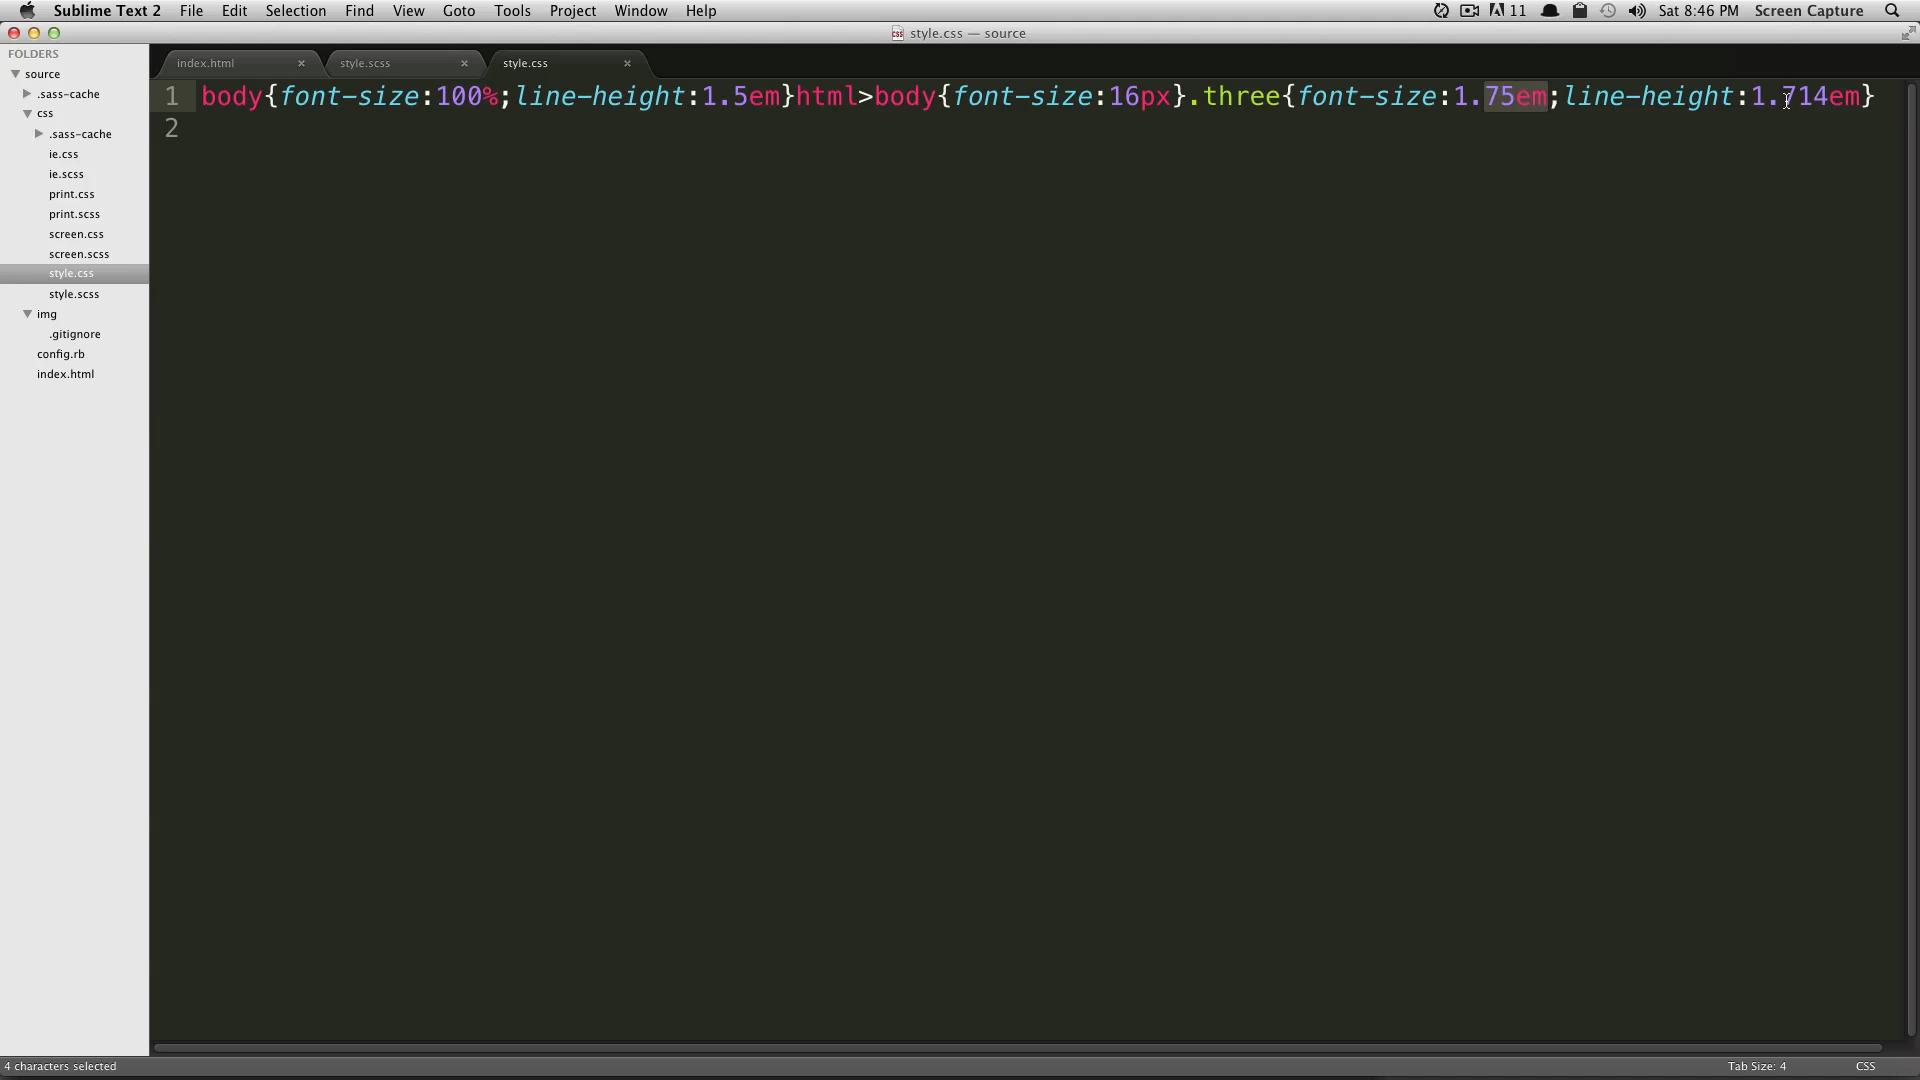 Sublime Text 2 File Edit Selection Find View Goto Tools Project Window Help 11 Sat 8:46 PM Screen Capture
style.css — source
FOLDERS
source
.sass-cache
css
.sass-cache
ie.css
ie.scss
print.css
print.scss
screen.css
screen.scss
style.css
style.scss
img
.gitignore
config.rb
index.html
index.html × style.scss × style.css ×
1 body{font-size:100%;line-height:1.5em}html>body{font-size:16px}.three{font-size:1.75em;line-height:1.714em}
2
4 characters selected Tab Size: 4 CSS